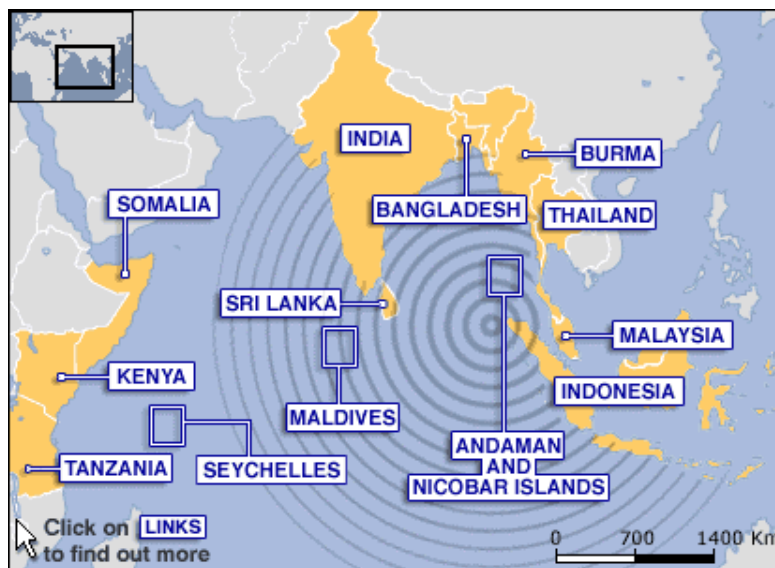 INDIA
BURMA
SOMALIA
BANGLADESH
THAILAND
SRI LANKA
MALAYSIA
KENYA
INDONESIA
MALDIVES
TANZANIA
SEYCHELLES
ANDAMAN
AND
NICOBAR ISLANDS
Click on LINKS
to find out more
0 700 1400 Km